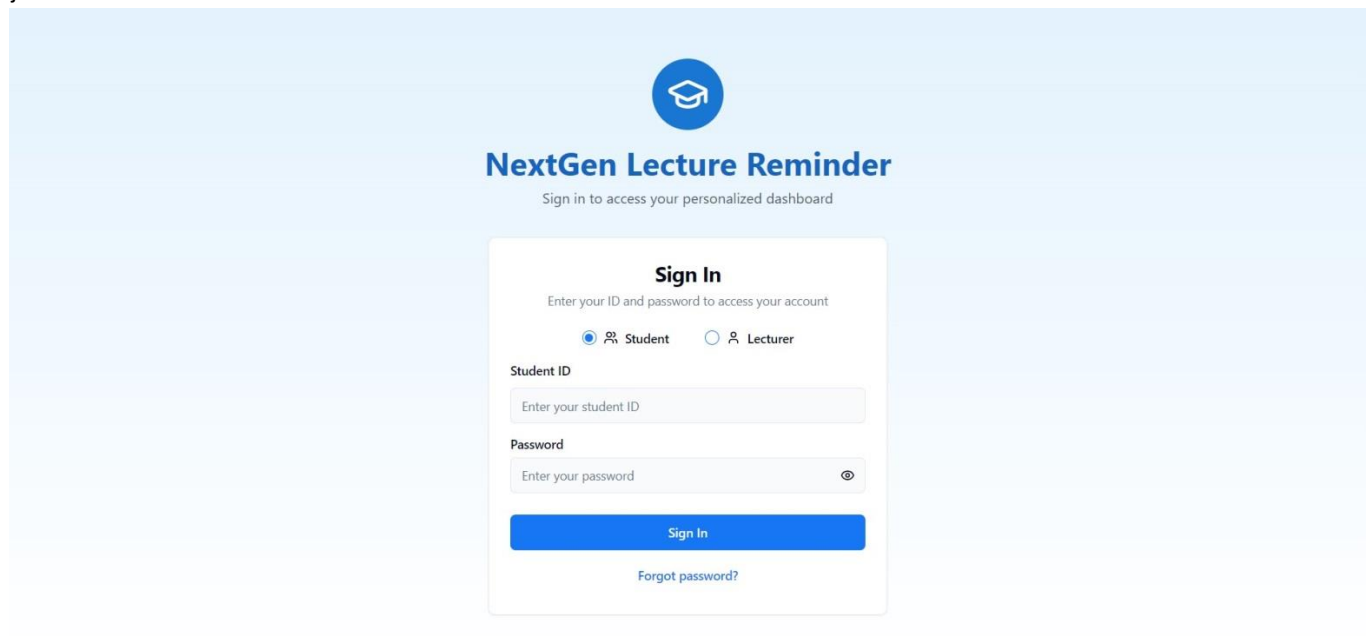 NextGen Lecture Reminder
Sign in to access your personalized dashboard
Sign In
Enter your ID and password to access your account
Student Lecturer
Student ID
Enter your student ID
Password
Enter your password
Sign In
Forgot password?